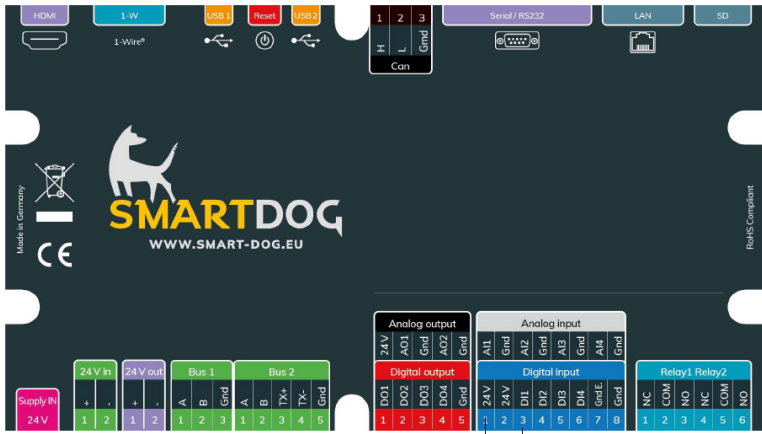 HDMI 1-W USB 1 Reset USB 2 1 2 3 Serial / RS232 LAN SD
1-Wire® H L Gnd
Can
Made in Germany
CE
SMARTDOG
WWW.SMART-DOG.EU
RoHS Compliant
Analog output Analog input
24 V AO1 Gnd AO2 Gnd AI1 Gnd AI2 Gnd AI3 Gnd AI4 Gnd
24 V in 24 V out Bus 1 Bus 2 Digital output Digital input Relay1 Relay2
Supply IN + - + - A B Gnd A B TX+ TX- Gnd DO1 DO2 DO3 DO4 Gnd 24 V 24 V DI1 DI2 DI3 DI4 Gnd E. Gnd NC COM NO NC COM NO
24 V 1 2 1 2 1 2 3 1 2 3 4 5 1 2 3 4 5 1 2 3 4 5 6 7 8 1 2 3 4 5 6